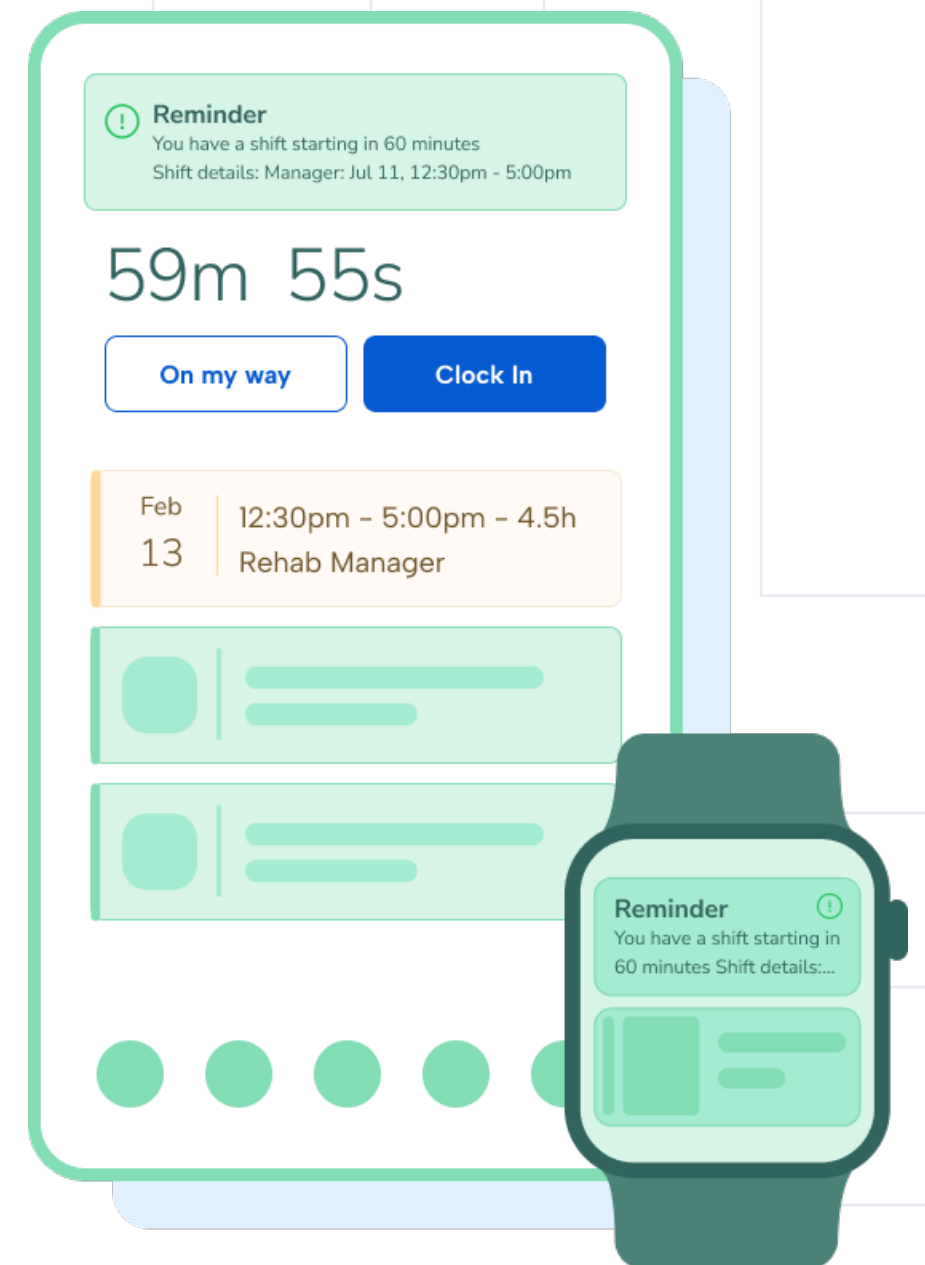 Reminder
You have a shift starting in 60 minutes
Shift details: Manager: Jul 11, 12:30pm - 5:00pm
59m 55s
On my way
Clock In
Feb
13
12:30pm – 5:00pm – 4.5h
Rehab Manager
Reminder
You have a shift starting in
60 minutes Shift details:...